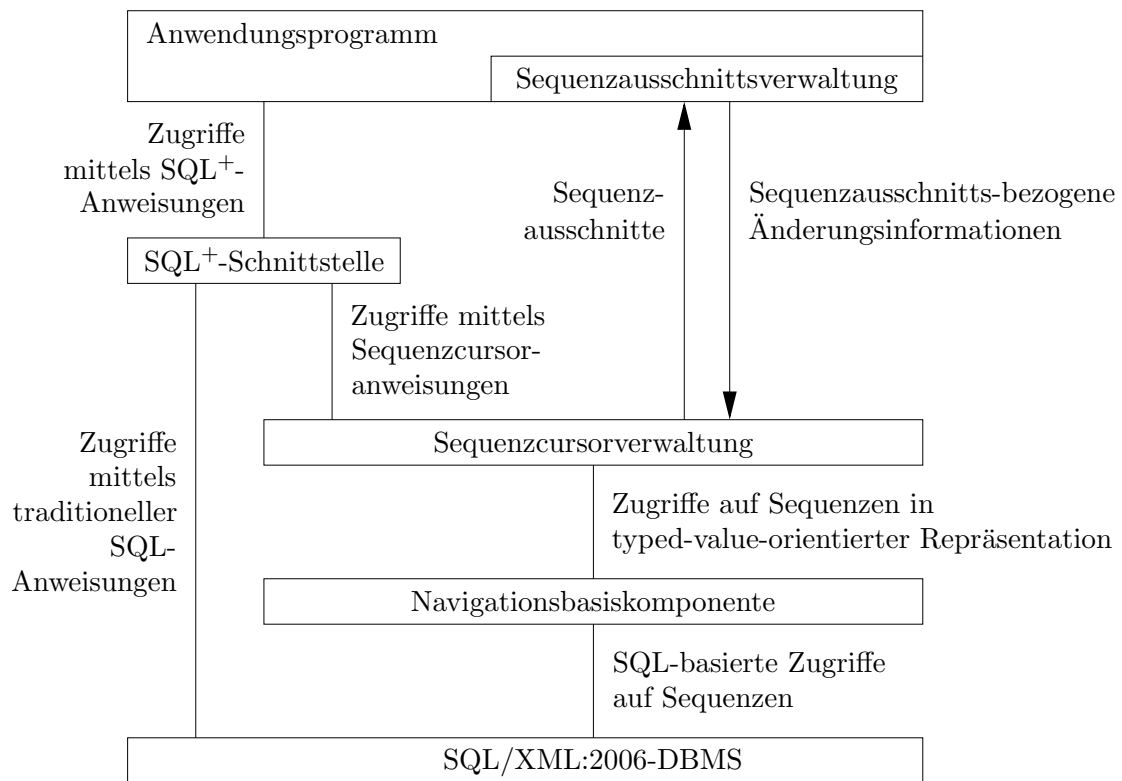 Anwendungsprogramm
Sequenzausschnittsverwaltung
Zugriffe
mittels SQL⁺-
Anweisungen
Sequenz-
ausschnitte
Sequenzausschnitts-bezogene
Änderungsinformationen
SQL⁺-Schnittstelle
Zugriffe mittels
Sequenzcursor-
anweisungen
Sequenzcursorverwaltung
Zugriffe
mittels
traditioneller
SQL-
Anweisungen
Zugriffe auf Sequenzen in
typed-value-orientierter Repräsentation
Navigationsbasiskomponente
SQL-basierte Zugriffe
auf Sequenzen
SQL/XML:2006-DBMS